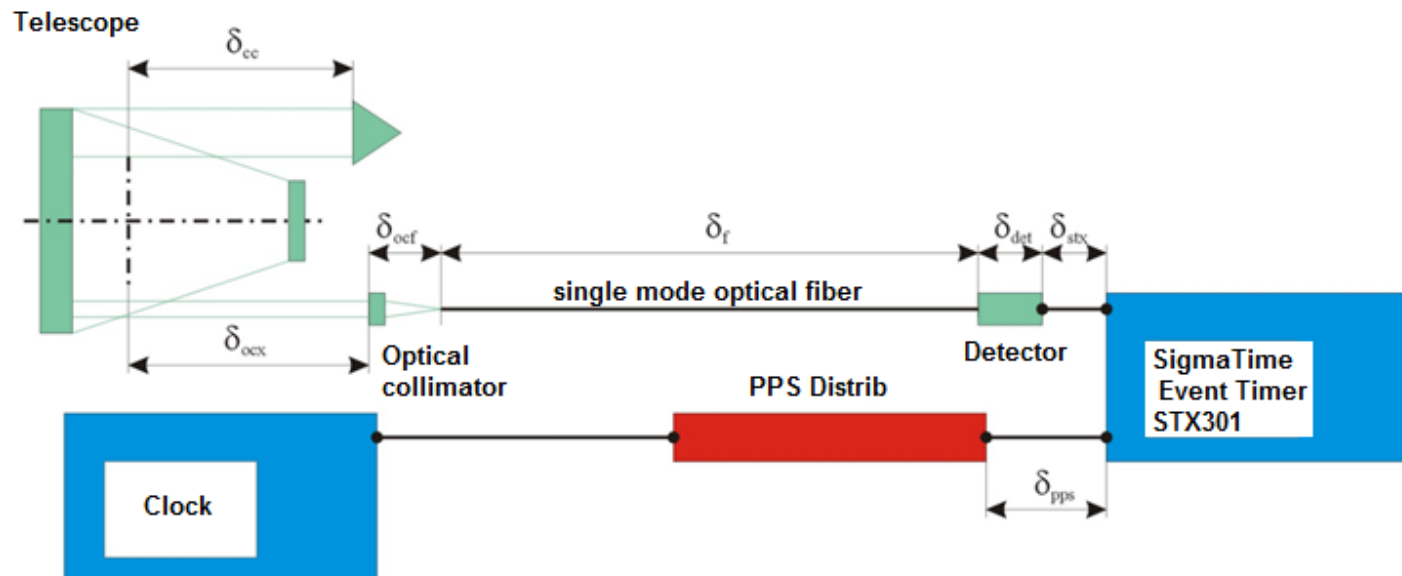 Telescope
δcc
δocf
δf
δdet
δstx
single mode optical fiber
δocx
Optical
collimator
Detector
PPS Distrib
SigmaTime
Event Timer
STX301
Clock
δpps